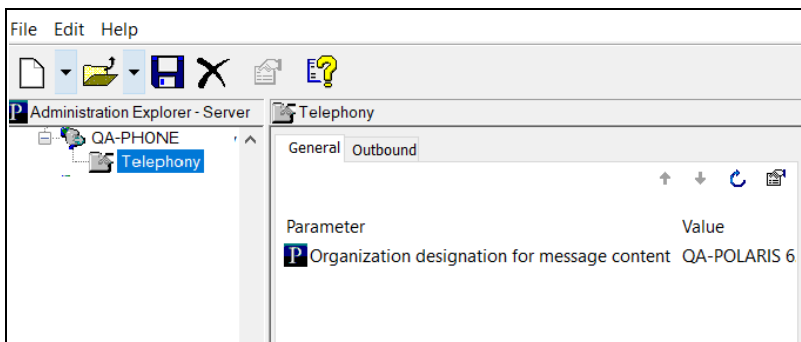 File Edit Help
Administration Explorer - Server
Telephony
QA-PHONE
Telephony
General Outbound
Parameter Value
Organization designation for message content QA-POLARIS 6